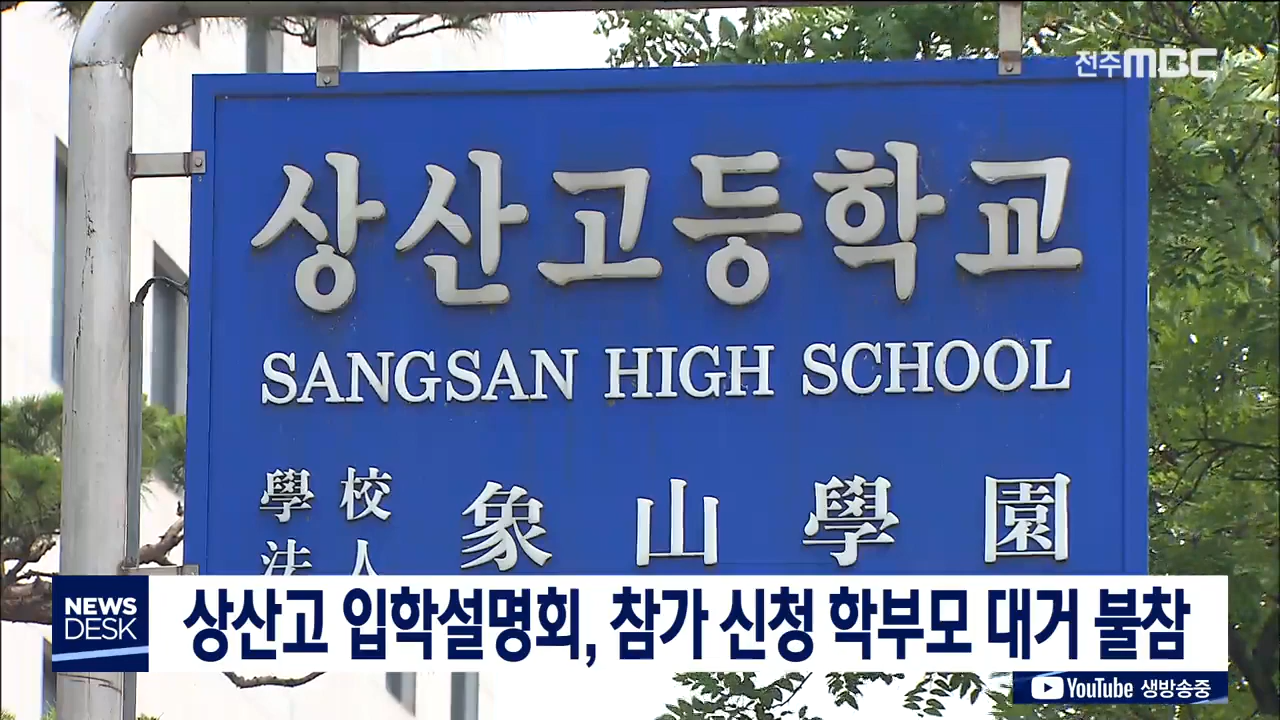 전주MBC
상산고등학교
SANGSAN HIGH SCHOOL
學校
法人
象山學園
NEWS DESK
상산고 입학설명회, 참가 신청 학부모 대거 불참
YouTube 생방송중